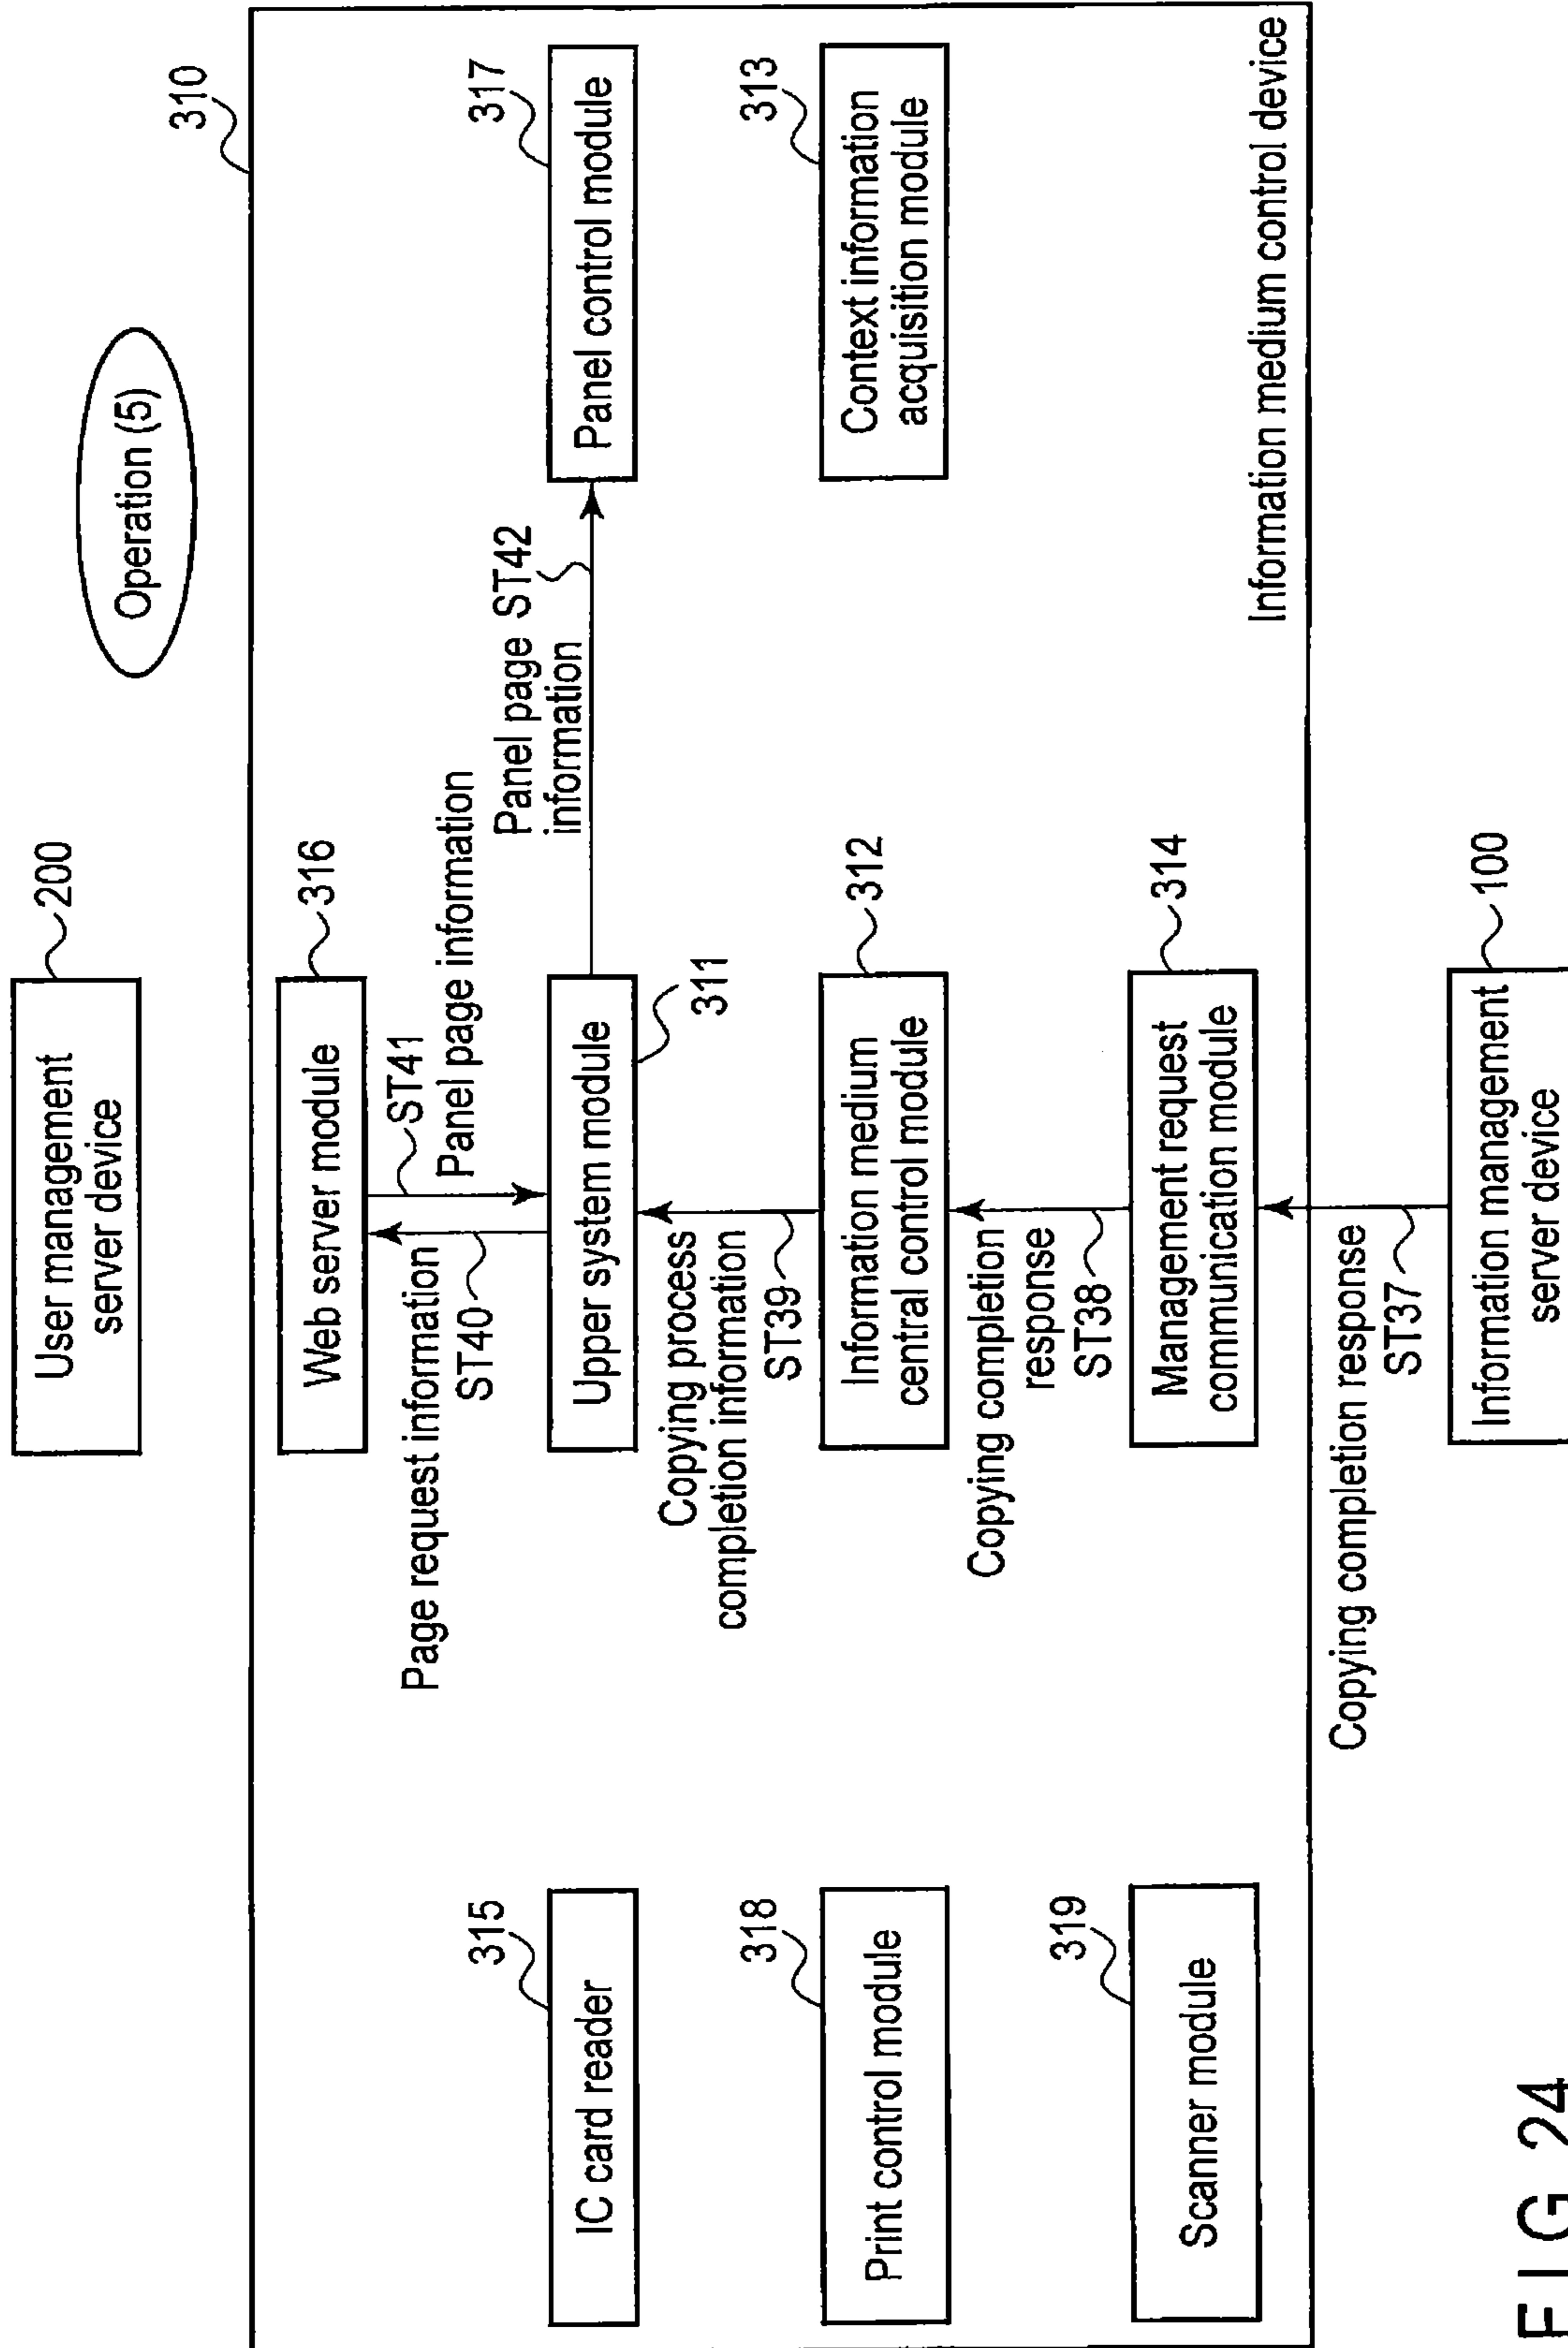 User management
server device
200
Operation (5)
310
Web server module
316
Page request information
ST40
ST41
Panel page information
IC card reader
315
Upper system module
311
Panel page ST42
information
Panel control module
317
Copying process
completion information
ST39
Print control module
318
Information medium
central control module
312
Context information
acquisition module
313
Copying completion
response
ST38
Scanner module
319
Management request
communication module
314
Information medium control device
Copying completion response
ST37
Information management
server device
100
FIG. 24